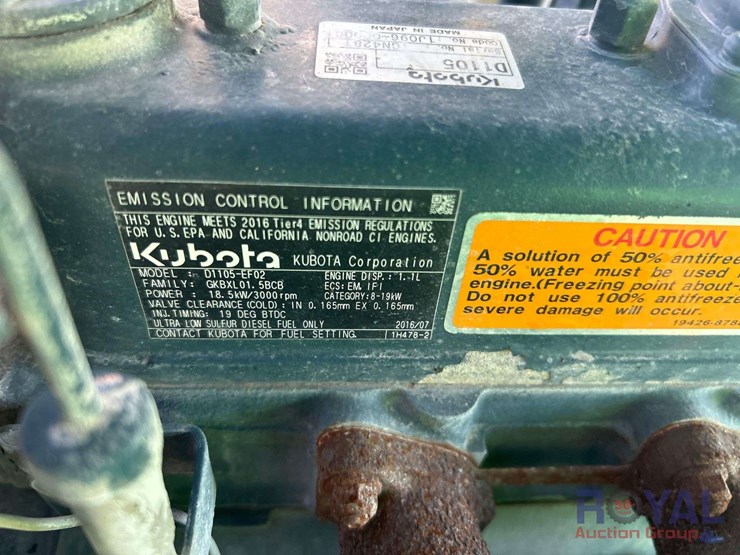 Kubota
D1105
Serial No.
Code No.
MADE IN JAPAN
EMISSION CONTROL INFORMATION
THIS ENGINE MEETS 2016 Tier4 EMISSION REGULATIONS
FOR U.S. EPA AND CALIFORNIA NONROAD CI ENGINES.
Kubota KUBOTA Corporation
MODEL : D1105-EF02 ENGINE DISP.: 1.1L
FAMILY: GKBXL01.5BCB ECS: EM, IFI
POWER : 18.5kW/3000rpm CATEGORY: 8-19kW
VALVE CLEARANCE (COLD): IN 0.165mm EX 0.165mm
INJ. TIMING: 19 DEG BTDC
ULTRA LOW SULFUR DIESEL FUEL ONLY 2016/07
CONTACT KUBOTA FOR FUEL SETTING. 1H478-2
CAUTION
A solution of 50% antifree
50% water must be used
engine.(Freezing point about-
Do not use 100% antifreeze
severe damage will occur.
19426-878
ROYAL
Auction Group